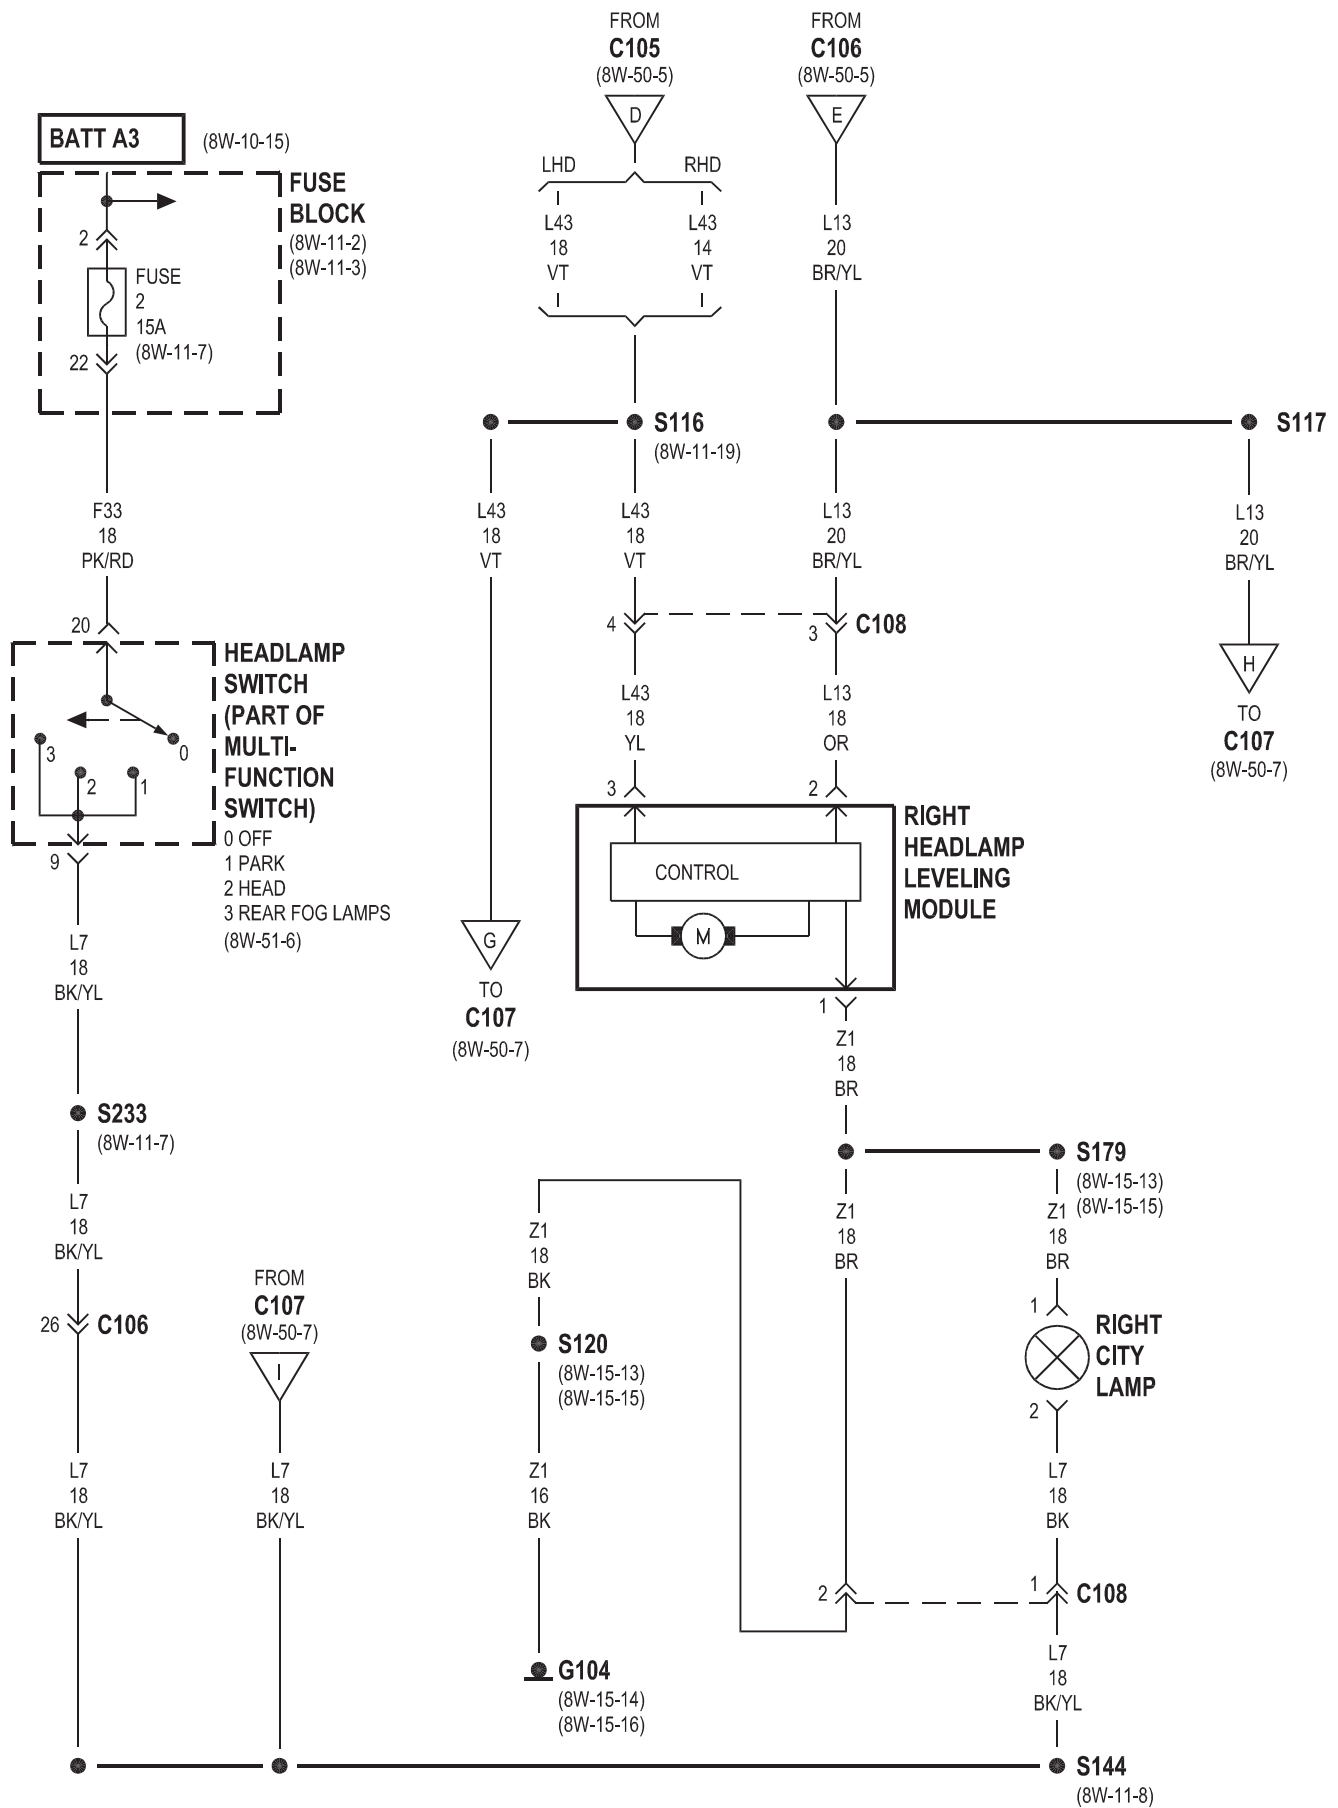 FROM
C105
(8W-50-5)
D
FROM
C106
(8W-50-5)
E
BATT A3
(8W-10-15)
FUSE
BLOCK
(8W-11-2)
(8W-11-3)
2
FUSE
2
15A
(8W-11-7)
22
LHD
RHD
L43
18
VT
L43
14
VT
L13
20
BR/YL
S116
(8W-11-19)
S117
F33
18
PK/RD
L43
18
VT
L43
18
VT
L13
20
BR/YL
L13
20
BR/YL
20
4
3
C108
H
TO
C107
(8W-50-7)
HEADLAMP
SWITCH
(PART OF
MULTI-
FUNCTION
SWITCH)
0 OFF
1 PARK
2 HEAD
3 REAR FOG LAMPS
(8W-51-6)
3
2
1
0
9
L43
18
YL
L13
18
OR
3
2
RIGHT
HEADLAMP
LEVELING
MODULE
CONTROL
M
1
G
TO
C107
(8W-50-7)
L7
18
BK/YL
Z1
18
BR
S233
(8W-11-7)
S179
(8W-15-13)
(8W-15-15)
L7
18
BK/YL
Z1
18
BK
Z1
18
BR
Z1
18
BR
26
C106
FROM
C107
(8W-50-7)
I
S120
(8W-15-13)
(8W-15-15)
1
RIGHT
CITY
LAMP
2
L7
18
BK/YL
L7
18
BK/YL
Z1
16
BK
L7
18
BK
2
1
C108
G104
(8W-15-14)
(8W-15-16)
L7
18
BK/YL
S144
(8W-11-8)